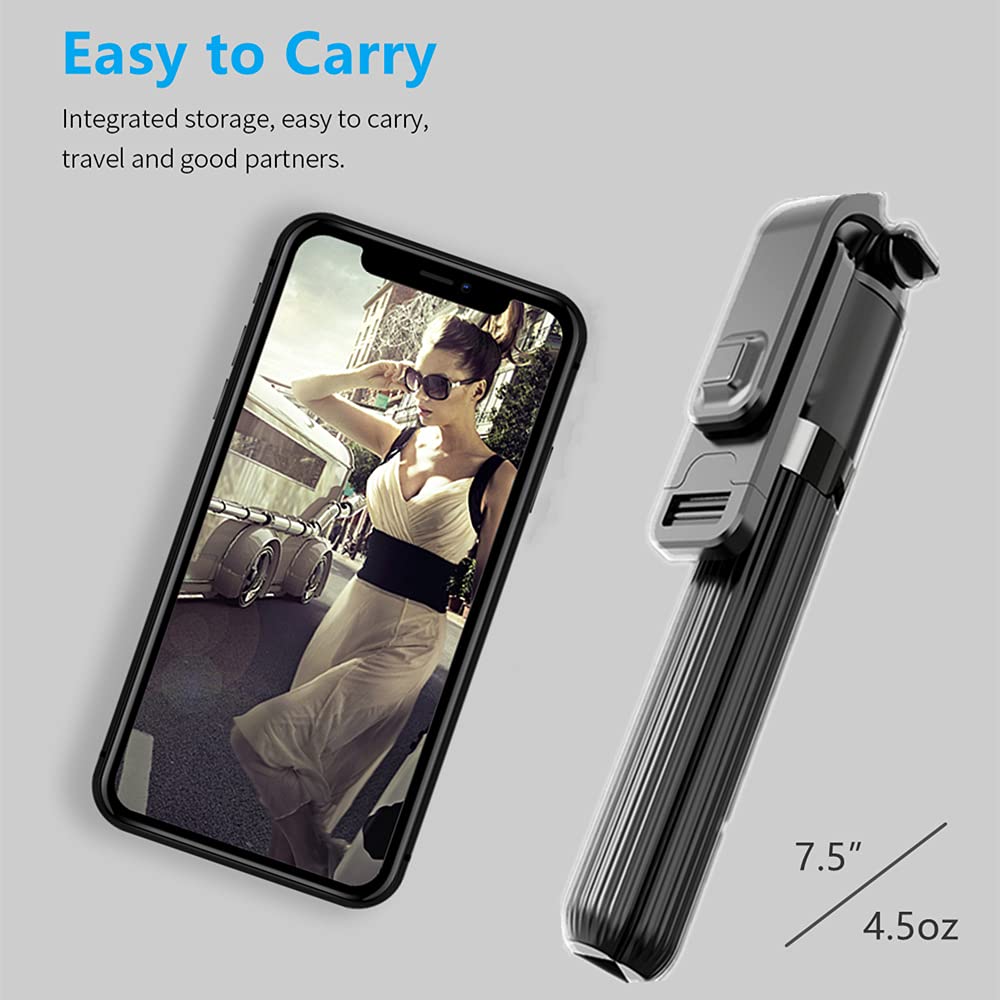 Easy to Carry
Integrated storage, easy to carry,
travel and good partners.
7.5”
4.5oz